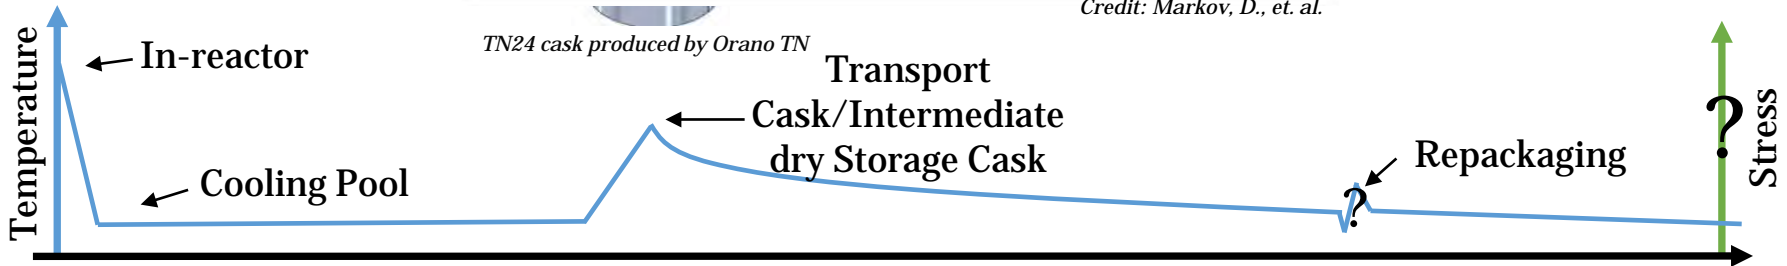 Credit: Markov, D., et. al.
TN24 cask produced by Orano TN
Temperature
In-reactor
Cooling Pool
Transport
Cask/Intermediate
dry Storage Cask
?
Repackaging
?
Stress